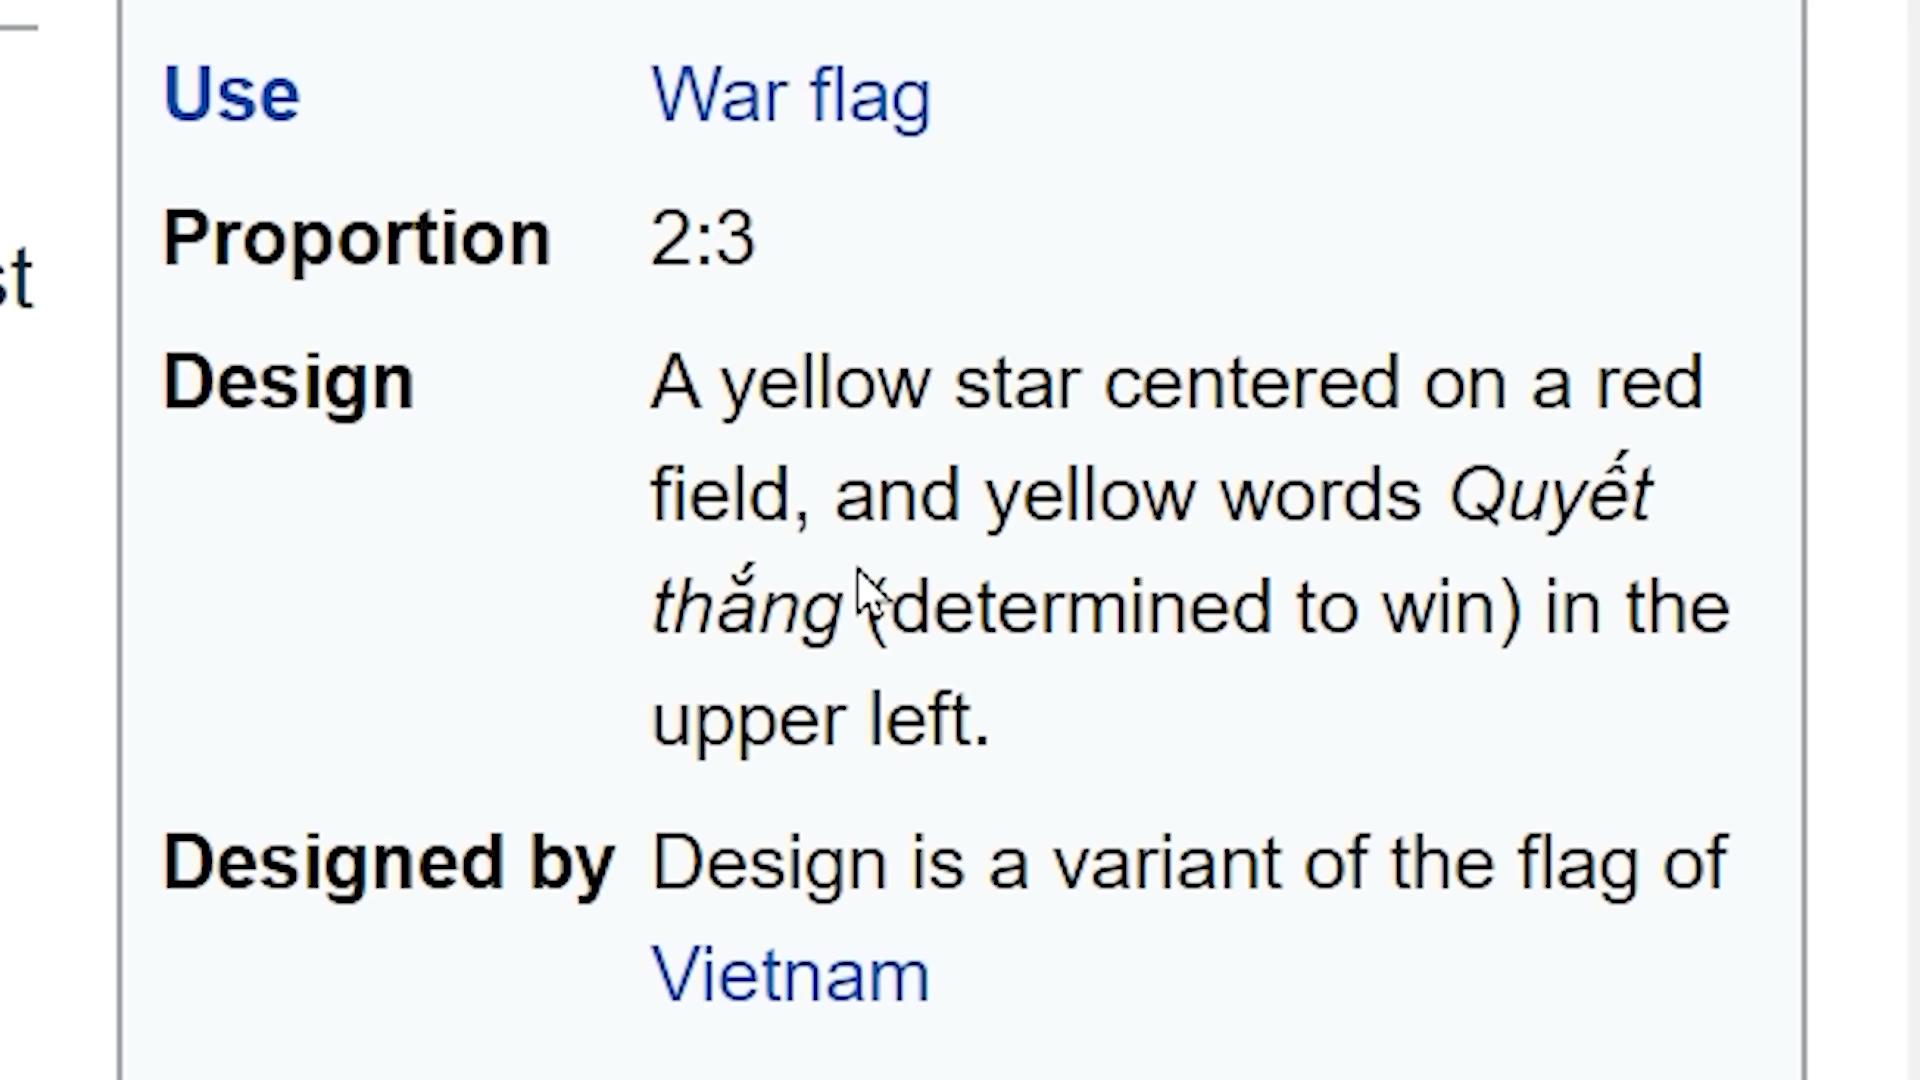 Use War flag
Proportion 2:3
st
Design A yellow star centered on a red
field, and yellow words Quyết
thắng (determined to win) in the
upper left.
Designed by Design is a variant of the flag of
Vietnam